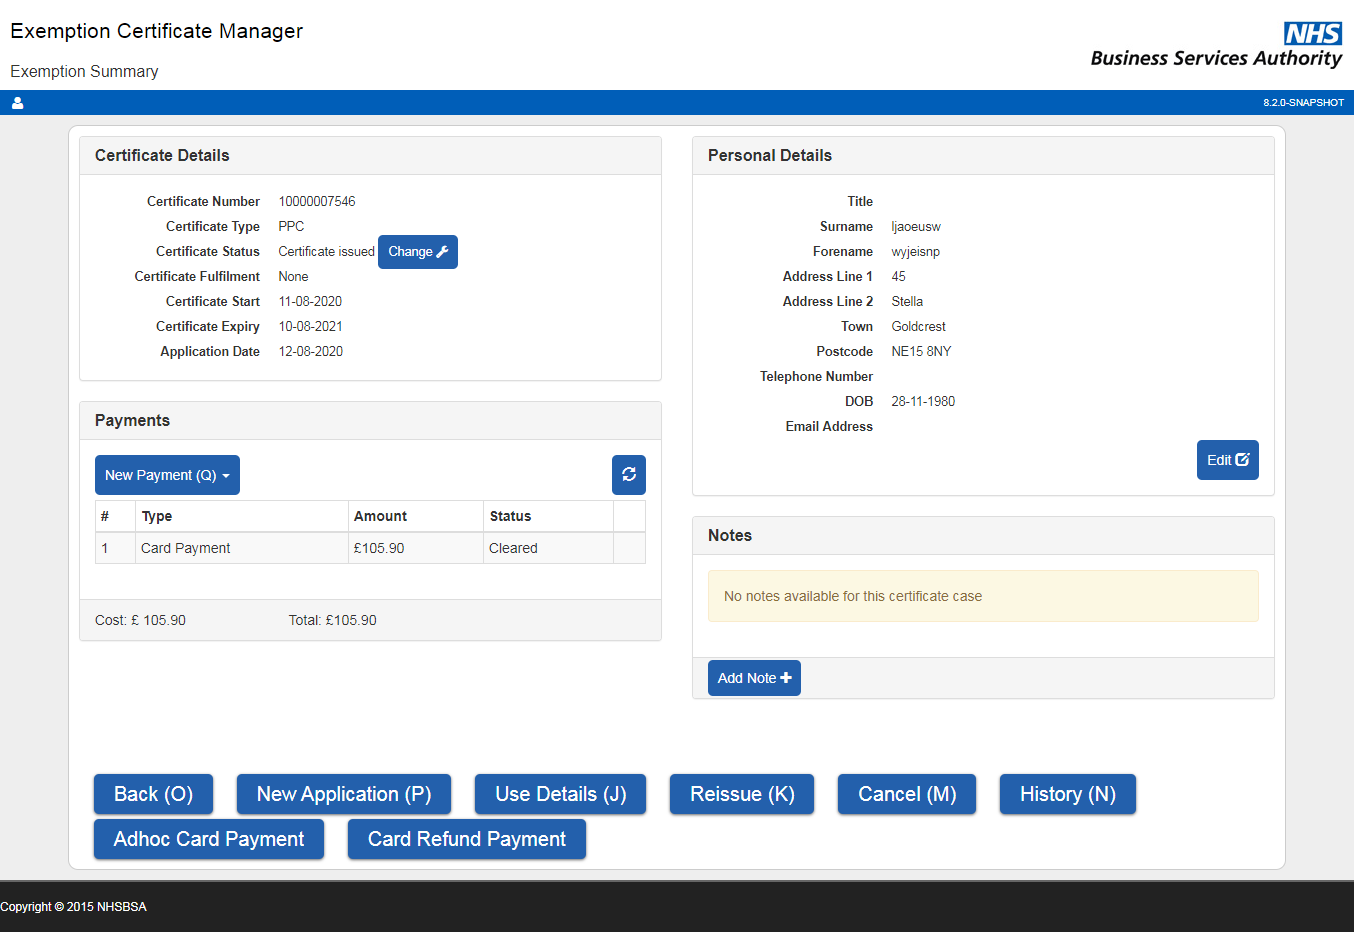 Exemption Certificate Manager
NHS
Business Services Authority
Exemption Summary
8.2.0-SNAPSHOT
Certificate Details
Certificate Number 10000007546
Certificate Type PPC
Certificate Status Certificate issued Change
Certificate Fulfilment None
Certificate Start 11-08-2020
Certificate Expiry 10-08-2021
Application Date 12-08-2020
Payments
New Payment (Q)
# Type Amount Status
1 Card Payment £105.90 Cleared
Cost: £ 105.90 Total: £105.90
Personal Details
Title
Surname ljaoeusw
Forename wyjeisnp
Address Line 1 45
Address Line 2 Stella
Town Goldcrest
Postcode NE15 8NY
Telephone Number
DOB 28-11-1980
Email Address
Edit
Notes
No notes available for this certificate case
Add Note
Back (O) New Application (P) Use Details (J) Reissue (K) Cancel (M) History (N)
Adhoc Card Payment Card Refund Payment
Copyright © 2015 NHSBSA